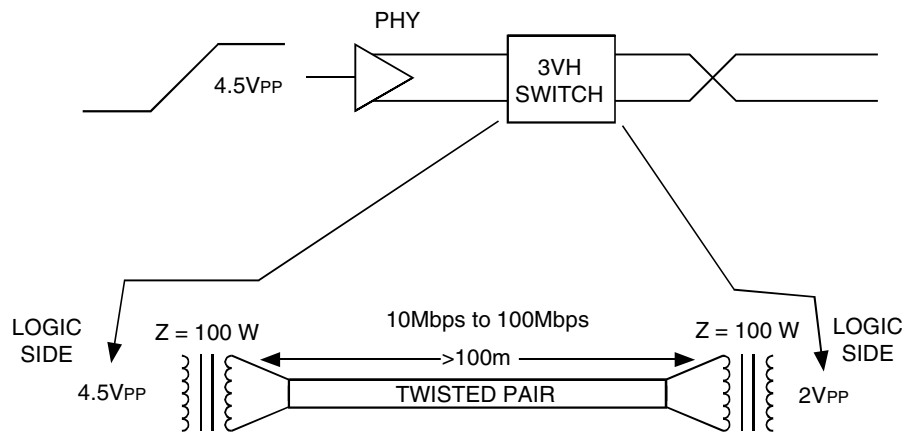 PHY
4.5VPP
3VH
SWITCH
LOGIC
SIDE
4.5VPP
Z = 100 W
10Mbps to 100Mbps
>100m
TWISTED PAIR
Z = 100 W
LOGIC
SIDE
2VPP